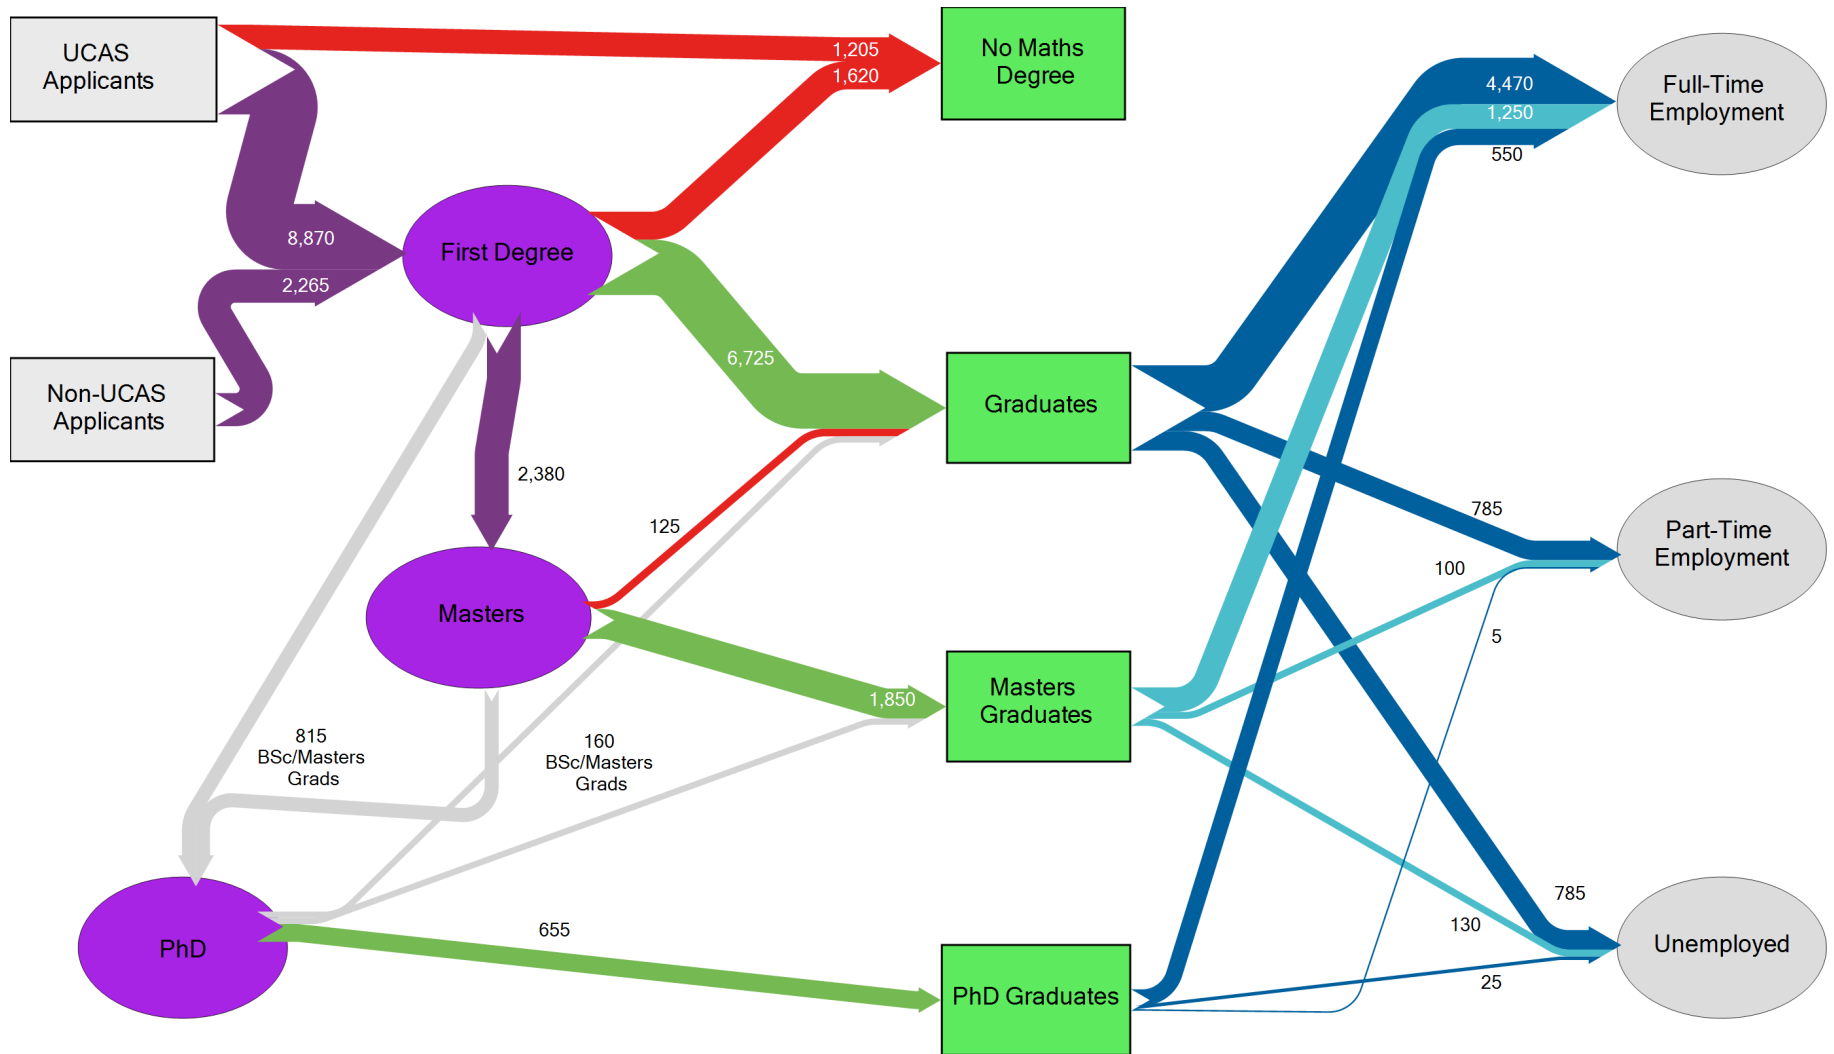 UCAS
Applicants
1,205
1,620
No Maths
Degree
4,470
1,250
550
Full-Time
Employment
8,870
2,265
First Degree
Non-UCAS
Applicants
6,725
Graduates
2,380
125
785
100
5
Part-Time
Employment
Masters
1,850
Masters
Graduates
815
BSc/Masters
Grads
160
BSc/Masters
Grads
785
130
25
Unemployed
PhD
655
PhD Graduates